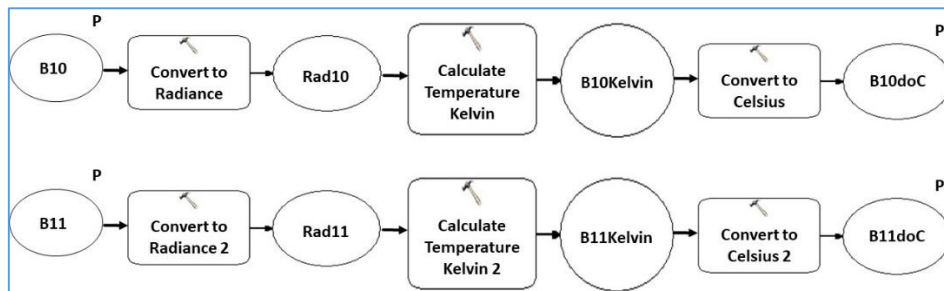 P
P
B10
Convert to
Radiance
Rad10
Calculate
Temperature
Kelvin
B10Kelvin
Convert to
Celsius
B10doC
P
P
B11
Convert to
Radiance 2
Rad11
Calculate
Temperature
Kelvin 2
B11Kelvin
Convert to
Celsius 2
B11doC